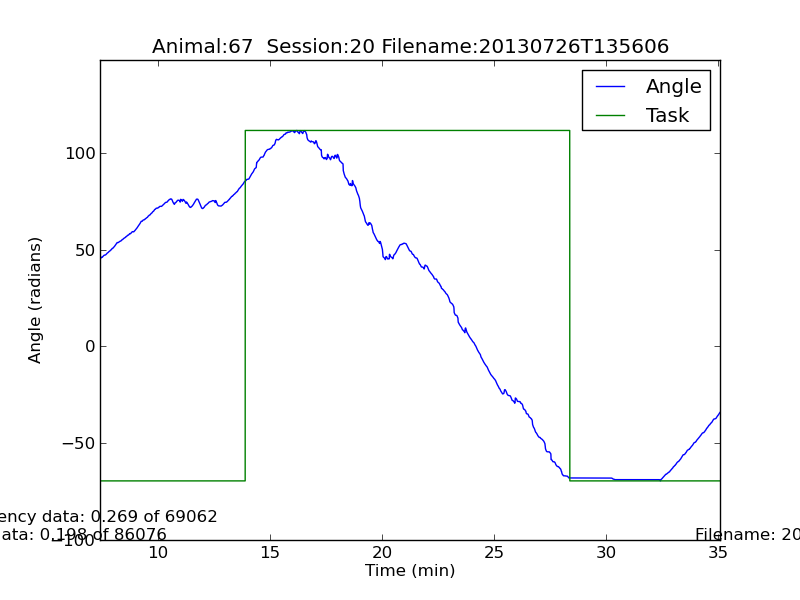 Animal:67  Session:20 Filename:20130726T135606
Angle
Task
100
50
0
−50
−100
Angle (radians)
ency data: 0.269 of 69062
ata: 0.198 of 86076
Filename: 20
10 15 20 25 30 35
Time (min)